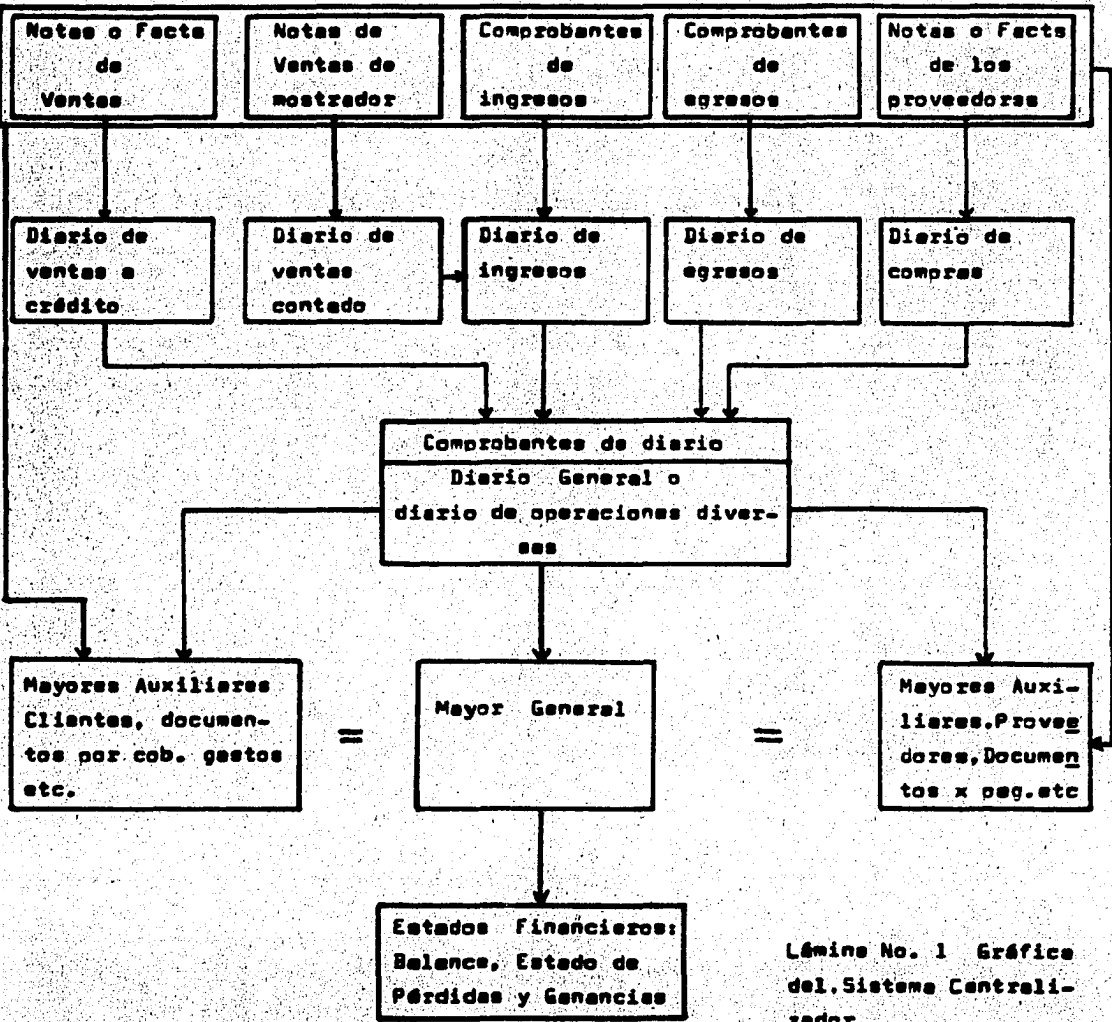 Notas o Facts
de
Ventas
Notas de
Ventas de
mostrador
Comprobantes
de
ingresos
Comprobantes
de
egresos
Notas o Facts
de los
proveedoras
Diario de
ventas a
crédito
Diario de
ventas
contado
Diario de
ingresos
Diario de
egresos
Diario de
compras
Comprobantes de diario
Diario General o
diario de operaciones diver-
sas
Mayores Auxiliares
Clientes, documen-
tos por cob. gastos
etc.
=
Mayor General
=
Mayores Auxi-
liares,Provee
dores,Documen
tos x pag.etc
Estados Financieros:
Balance, Estado de
Pérdidas y Ganancias
Lámina No. 1 Gráfica
del.Sistema Centrali-
zador